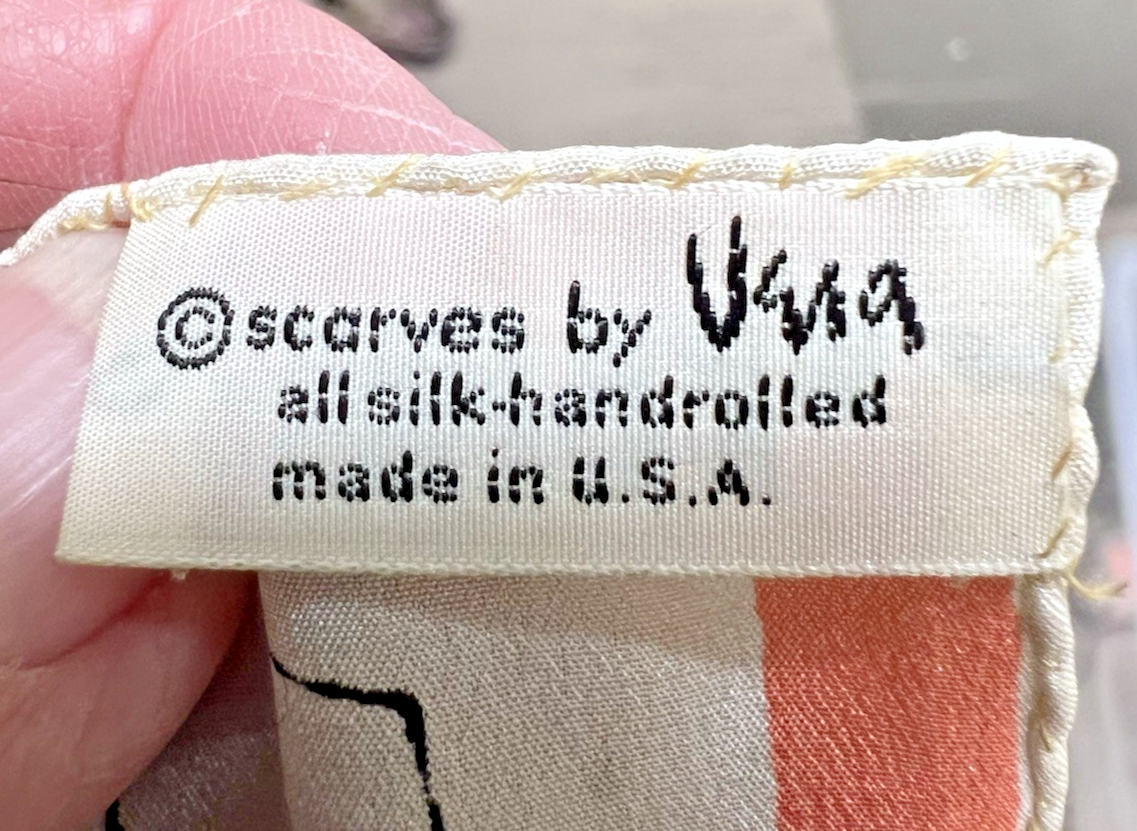 © scarves by Vera
all silk-handrolled
made in U.S.A.